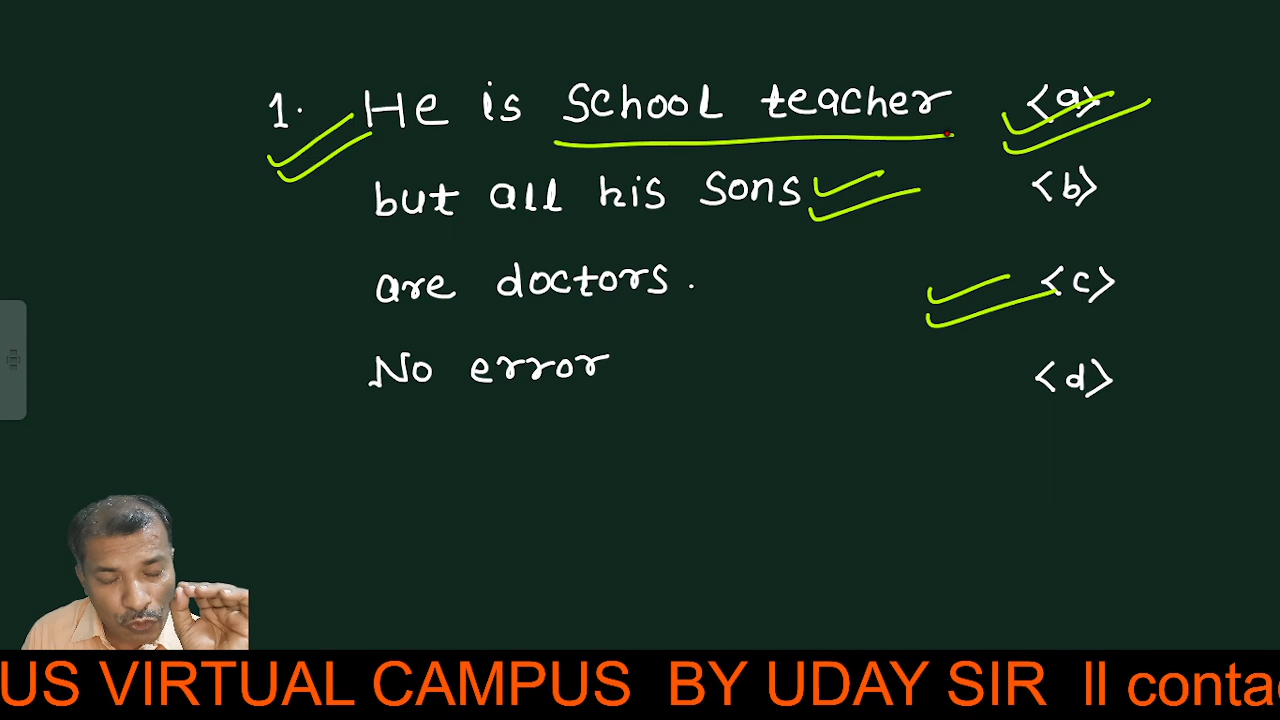 1. He is School teacher <a>
but all his sons <b>
are doctors. <c>
No error <d>
US VIRTUAL CAMPUS BY UDAY SIR ll conta